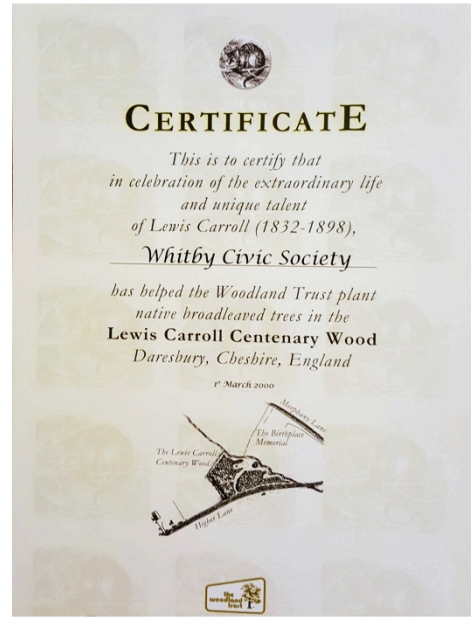 CERTIFICATE
This is to certify that
in celebration of the extraordinary life
and unique talent
of Lewis Carroll (1832-1898),
Whitby Civic Society
has helped the Woodland Trust plant
native broadleaved trees in the
Lewis Carroll Centenary Wood
Daresbury, Cheshire, England
1st March 2000
Morphany Lane
The Birthplace
Memorial
The Lewis Carroll
Centenary Wood
Higher Lane
the
woodland
trust